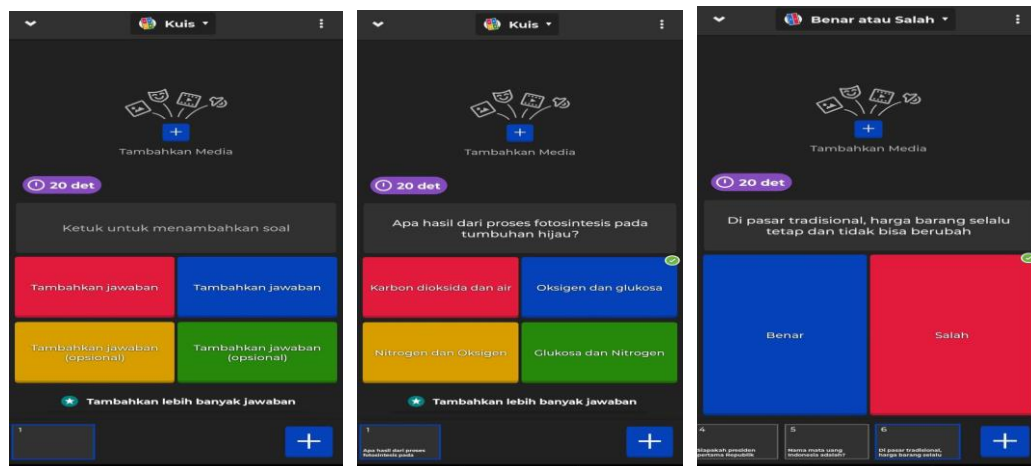 Kuis
Tambahkan Media
20 det
Ketuk untuk menambahkan soal
Tambahkan jawaban
Tambahkan jawaban
Tambahkan jawaban
(opsional)
Tambahkan jawaban
(opsional)
Tambahkan lebih banyak jawaban
1
Kuis
Tambahkan Media
20 det
Apa hasil dari proses fotosintesis pada
tumbuhan hijau?
Karbon dioksida dan air
Oksigen dan glukosa
Nitrogen dan Oksigen
Glukosa dan Nitrogen
Tambahkan lebih banyak jawaban
1
Apa hasil dari proses
fotosintesis pada
Benar atau Salah
Tambahkan Media
20 det
Di pasar tradisional, harga barang selalu
tetap dan tidak bisa berubah
Benar
Salah
4
Siapakah presiden
pertama Republik
5
Nama mata uang
Indonesia adalah?
6
Di pasar tradisional,
harga barang selalu